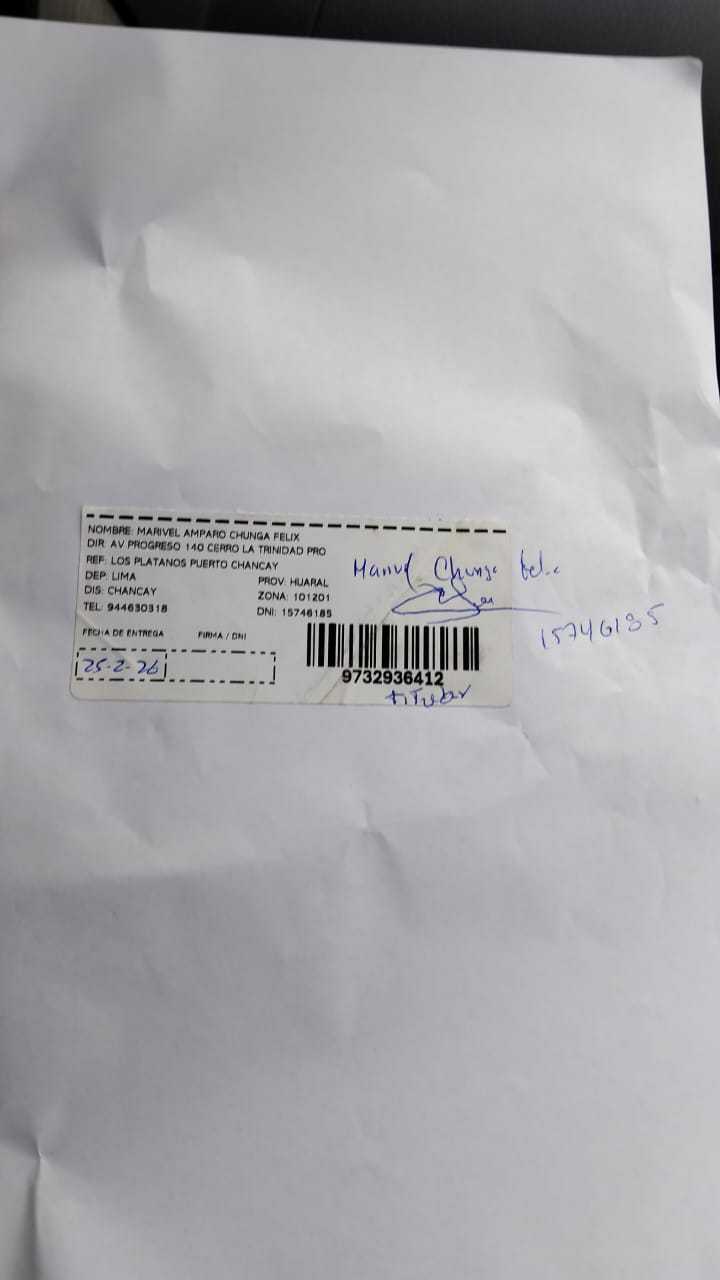 NOMBRE: MARIVEL AMPARO CHUNGA FELIX
DIR: AV PROGRESO 140 CERRO LA TRINIDAD PRO
REF: LOS PLATANOS PUERTO CHANCAY
DEP: LIMA PROV: HUARAL
DIS: CHANCAY ZONA: 101201
TEL: 944630318 DNI: 15746185
Chunga
15746185
FECHA DE ENTREGA FIRMA / DNI
25-2-26
9732936412
titular